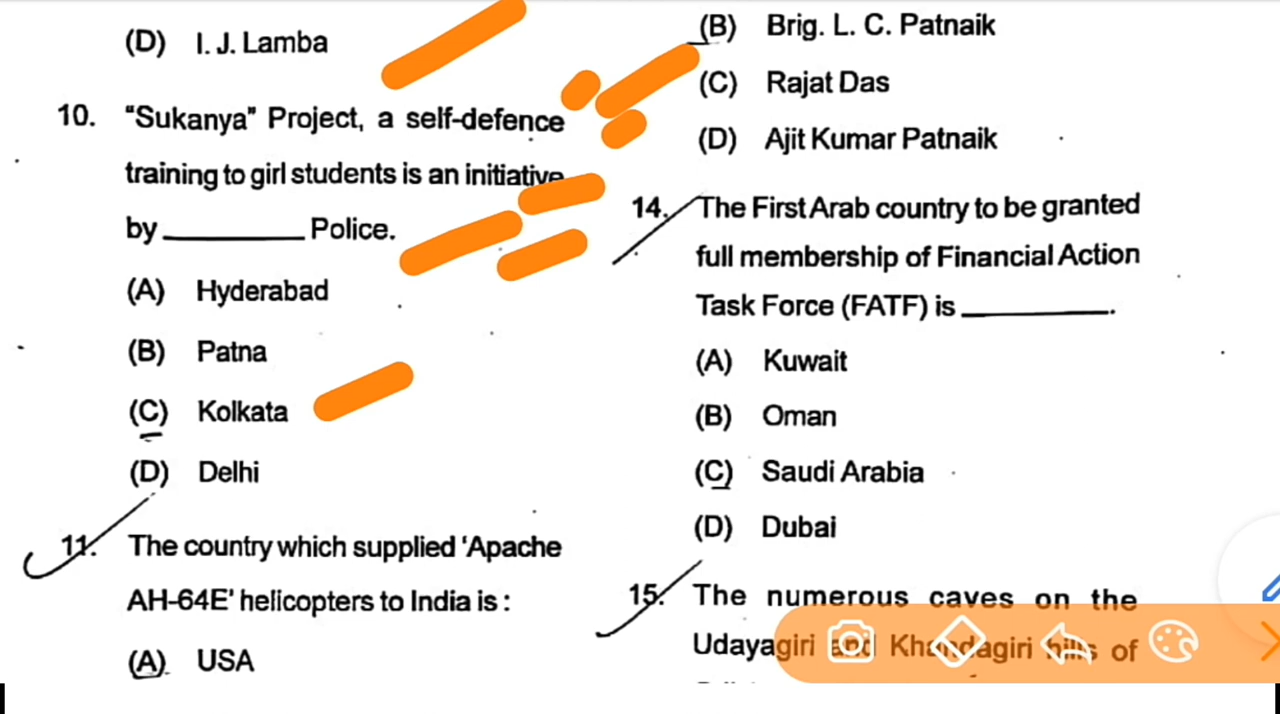 (D) I. J. Lamba
10. "Sukanya" Project, a self-defence
training to girl students is an initiative
by ________ Police.
(A) Hyderabad
(B) Patna
(C) Kolkata
(D) Delhi
11. The country which supplied 'Apache
AH-64E' helicopters to India is :
(A) USA
(B) Brig. L. C. Patnaik
(C) Rajat Das
(D) Ajit Kumar Patnaik
14. The First Arab country to be granted
full membership of Financial Action
Task Force (FATF) is ________.
(A) Kuwait
(B) Oman
(C) Saudi Arabia
(D) Dubai
15. The numerous caves on the
Udayagiri and Khandagiri hills of